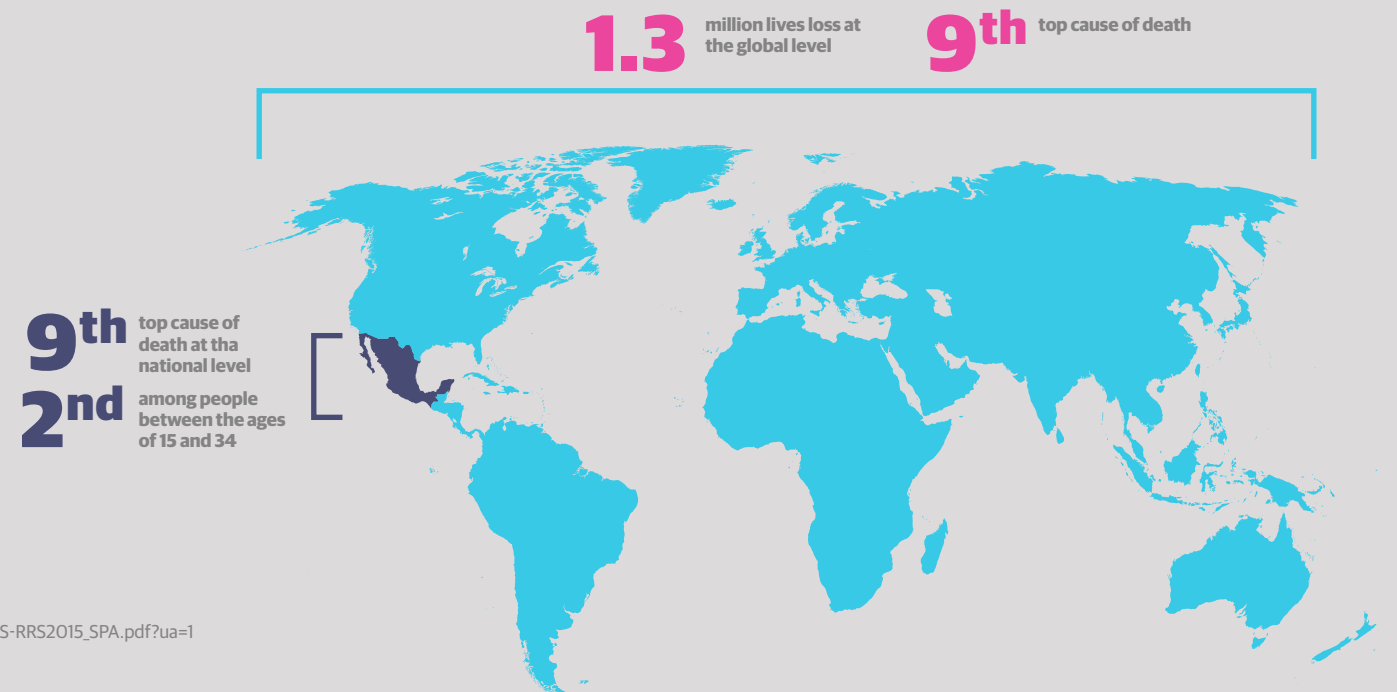 1.3 million lives loss at
the global level
9th top cause of death
9th top cause of
death at tha
national level
2nd among people
between the ages
of 15 and 34
S-RRS2015_SPA.pdf?ua=1